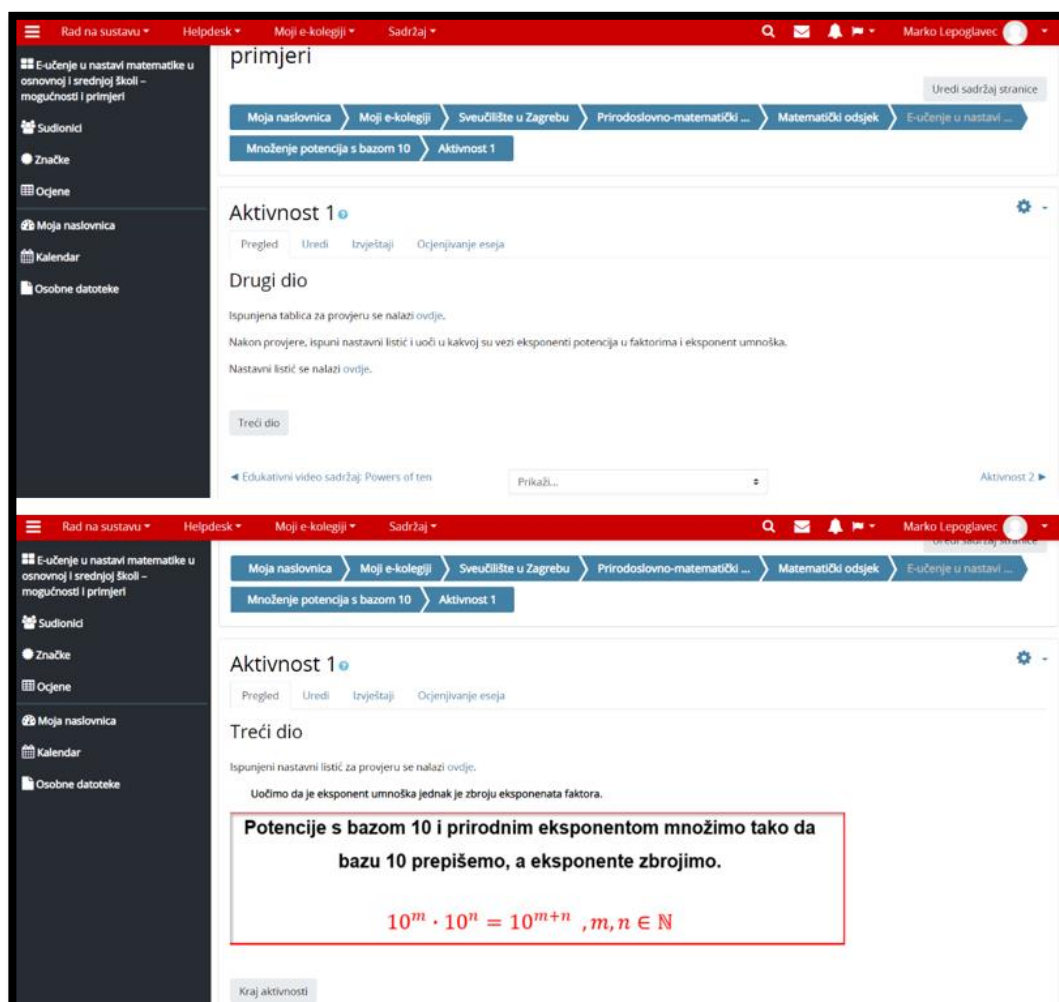 Rad na sustavu Helpdesk Moji e-kolegiji Sadržaj Marko Lepoglavec
E-učenje u nastavi matematike u
osnovnoj i srednjoj školi –
mogućnosti i primjeri
Sudionici
Značke
Ocjene
Moja naslovnica
Kalendar
Osobne datoteke
primjeri
Uredi sadržaj stranice
Moja naslovnica Moji e-kolegiji Sveučilište u Zagrebu Prirodoslovno-matematički ... Matematički odsjek E-učenje u nastavi ...
Množenje potencija s bazom 10 Aktivnost 1
Aktivnost 1
Pregled Uredi Izvještaji Ocjenjivanje eseja
Drugi dio
Ispunjena tablica za provjeru se nalazi ovdje.
Nakon provjere, ispuni nastavni listić i uoči u kakvoj su vezi eksponenti potencija u faktorima i eksponent umnoška.
Nastavni listić se nalazi ovdje.
Treći dio
◄ Edukativni video sadržaj: Powers of ten Prikaži... Aktivnost 2 ►
Rad na sustavu Helpdesk Moji e-kolegiji Sadržaj Marko Lepoglavec
E-učenje u nastavi matematike u
osnovnoj i srednjoj školi –
mogućnosti i primjeri
Sudionici
Značke
Ocjene
Moja naslovnica
Kalendar
Osobne datoteke
Uredi sadržaj stranice
Moja naslovnica Moji e-kolegiji Sveučilište u Zagrebu Prirodoslovno-matematički ... Matematički odsjek E-učenje u nastavi ...
Množenje potencija s bazom 10 Aktivnost 1
Aktivnost 1
Pregled Uredi Izvještaji Ocjenjivanje eseja
Treći dio
Ispunjeni nastavni listić za provjeru se nalazi ovdje.
Uočimo da je eksponent umnoška jednak je zbroju eksponenata faktora.
Potencije s bazom 10 i prirodnim eksponentom množimo tako da
bazu 10 prepišemo, a eksponente zbrojimo.
10^m · 10^n = 10^{m+n} , m, n ∈ ℕ
Kraj aktivnosti